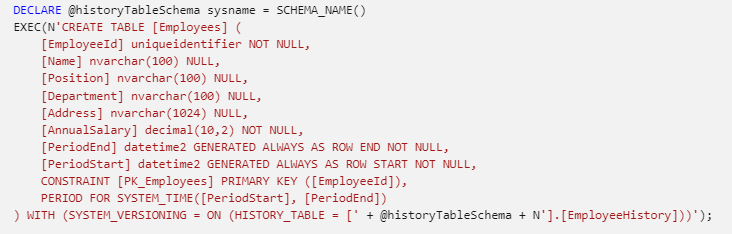 DECLARE @historyTableSchema sysname = SCHEMA_NAME()
EXEC(N'CREATE TABLE [Employees] (
    [EmployeeId] uniqueidentifier NOT NULL,
    [Name] nvarchar(100) NULL,
    [Position] nvarchar(100) NULL,
    [Department] nvarchar(100) NULL,
    [Address] nvarchar(1024) NULL,
    [AnnualSalary] decimal(10,2) NOT NULL,
    [PeriodEnd] datetime2 GENERATED ALWAYS AS ROW END NOT NULL,
    [PeriodStart] datetime2 GENERATED ALWAYS AS ROW START NOT NULL,
    CONSTRAINT [PK_Employees] PRIMARY KEY ([EmployeeId]),
    PERIOD FOR SYSTEM_TIME([PeriodStart], [PeriodEnd])
) WITH (SYSTEM_VERSIONING = ON (HISTORY_TABLE = [' + @historyTableSchema + N'].[EmployeeHistory]))');